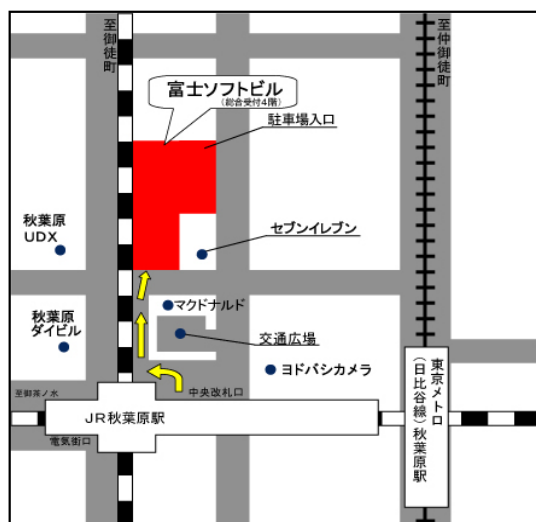 至御徒町
至仲御徒町
富士ソフトビル
(総合受付4階)
駐車場入口
秋葉原
UDX
セブンイレブン
マクドナルド
秋葉原
ダイビル
交通広場
ヨドバシカメラ
至御茶ノ水
中央改札口
JR秋葉原駅
電気街口
東京メトロ
(日比谷線)秋葉原駅